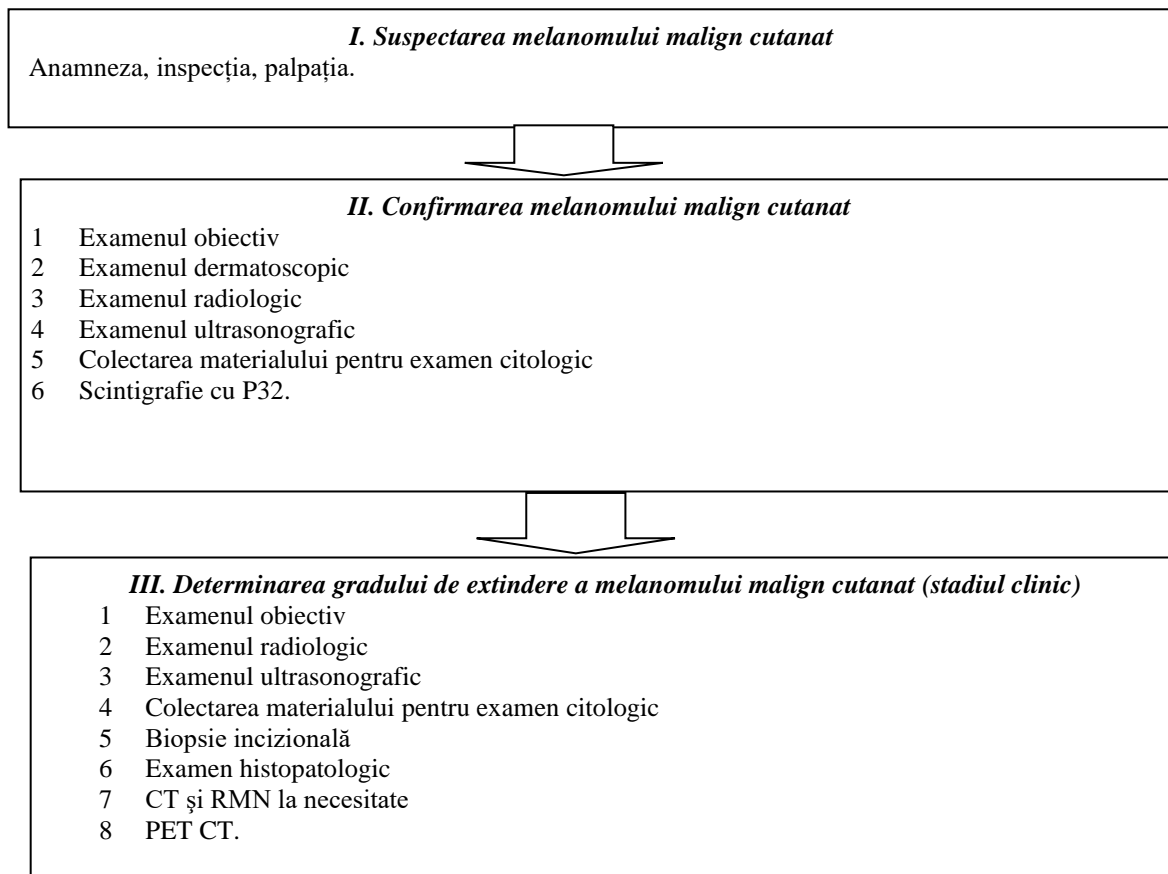 I. Suspectarea melanomului malign cutanat
Anamneza, inspecția, palpația.
II. Confirmarea melanomului malign cutanat
1 Examenul obiectiv
2 Examenul dermatoscopic
3 Examenul radiologic
4 Examenul ultrasonografic
5 Colectarea materialului pentru examen citologic
6 Scintigrafie cu P32.
III. Determinarea gradului de extindere a melanomului malign cutanat (stadiul clinic)
1 Examenul obiectiv
2 Examenul radiologic
3 Examenul ultrasonografic
4 Colectarea materialului pentru examen citologic
5 Biopsie incizională
6 Examen histopatologic
7 CT şi RMN la necesitate
8 PET CT.